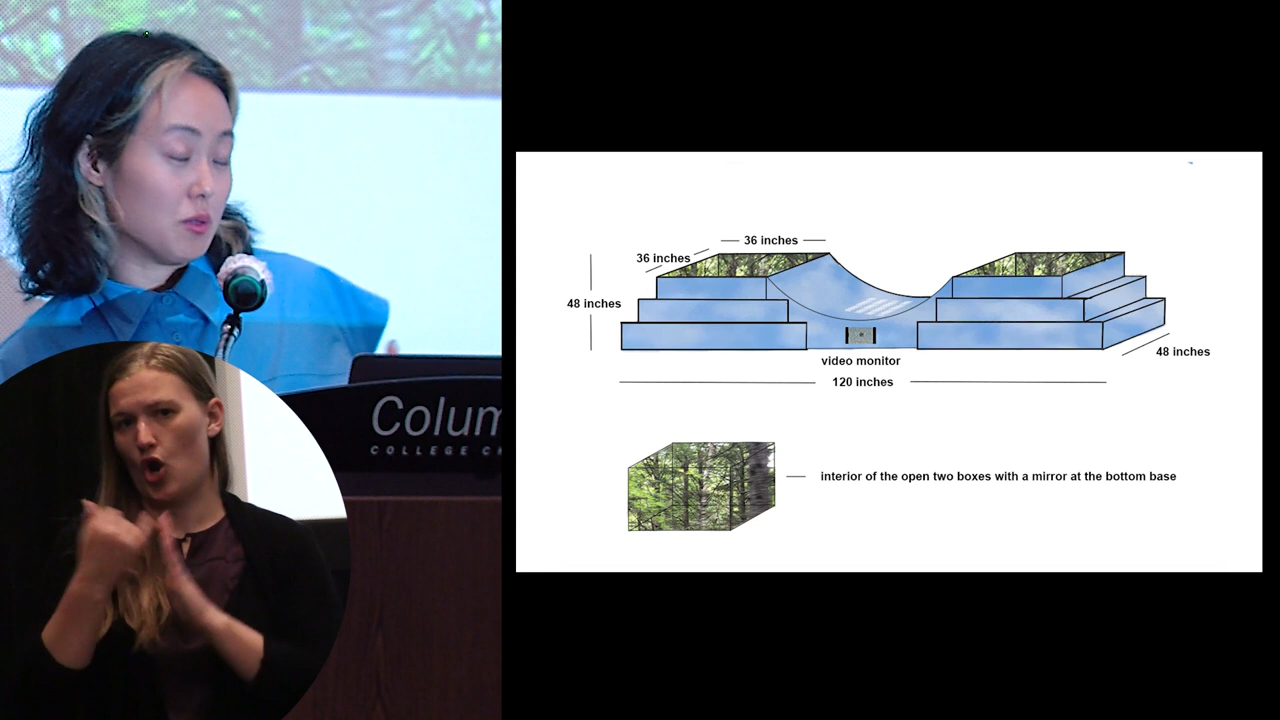 Colum
COLLEGE CH
36 inches
36 inches
48 inches
48 inches
video monitor
120 inches
interior of the open two boxes with a mirror at the bottom base